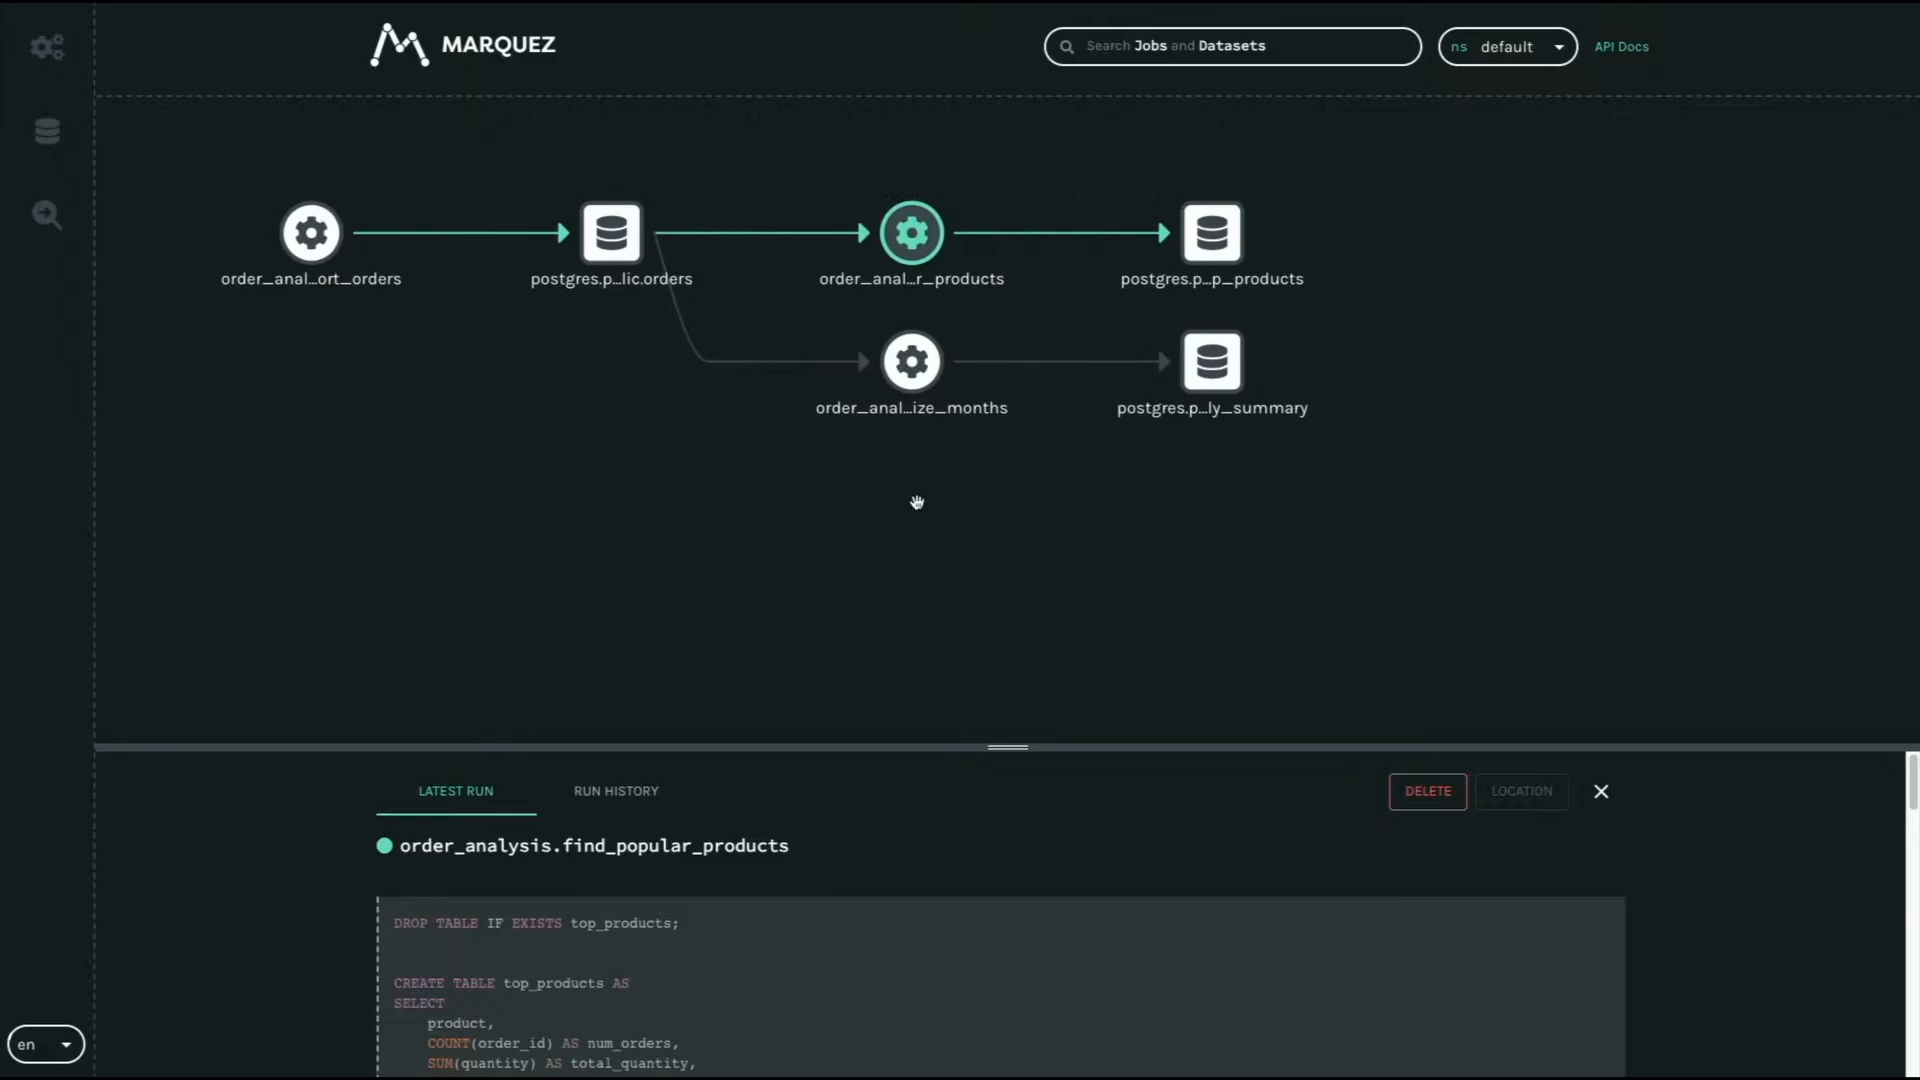 MARQUEZ
Search Jobs and Datasets
ns default
API Docs
order_anal...ort_orders
postgres.p...lic.orders
order_anal...r_products
postgres.p...p_products
order_anal...ize_months
postgres.p...ly_summary
LATEST RUN
RUN HISTORY
DELETE
LOCATION
order_analysis.find_popular_products
DROP TABLE IF EXISTS top_products;
CREATE TABLE top_products AS
SELECT
product,
COUNT(order_id) AS num_orders,
SUM(quantity) AS total_quantity,
en